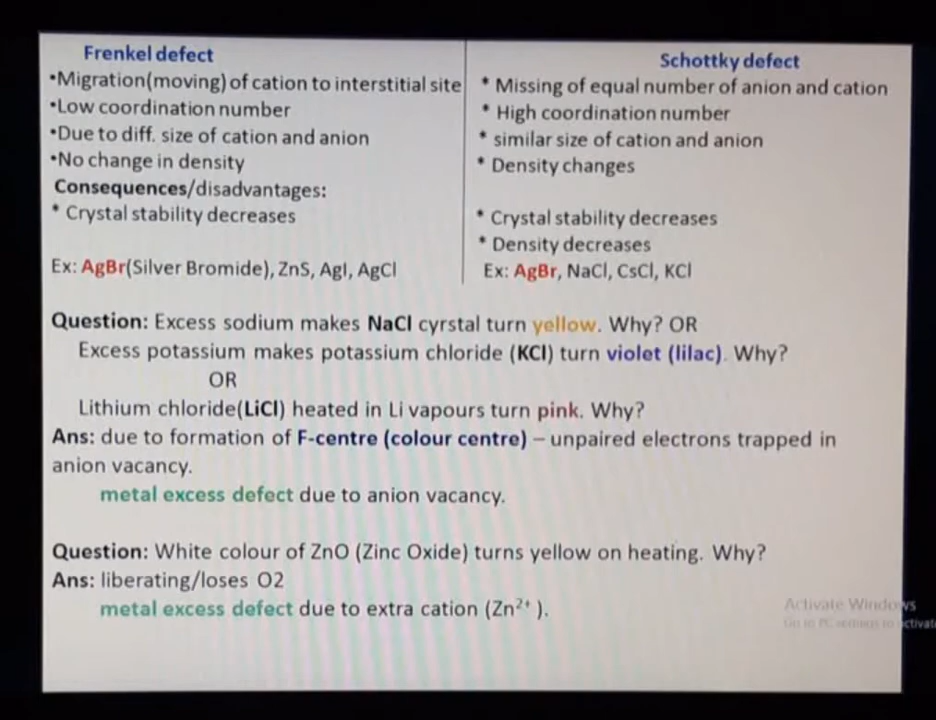 Frenkel defect
•Migration(moving) of cation to interstitial site
•Low coordination number
•Due to diff. size of cation and anion
•No change in density
Consequences/disadvantages:
* Crystal stability decreases
Ex: AgBr(Silver Bromide), ZnS, AgI, AgCl
Schottky defect
* Missing of equal number of anion and cation
* High coordination number
* similar size of cation and anion
* Density changes
* Crystal stability decreases
* Density decreases
Ex: AgBr, NaCl, CsCl, KCl
Question: Excess sodium makes NaCl cyrstal turn yellow. Why? OR
Excess potassium makes potassium chloride (KCl) turn violet (lilac). Why?
OR
Lithium chloride(LiCl) heated in Li vapours turn pink. Why?
Ans: due to formation of F-centre (colour centre) – unpaired electrons trapped in
anion vacancy.
metal excess defect due to anion vacancy.
Question: White colour of ZnO (Zinc Oxide) turns yellow on heating. Why?
Ans: liberating/loses O2
metal excess defect due to extra cation (Zn²⁺ ).
Activate Windows
Go to PC settings to activate